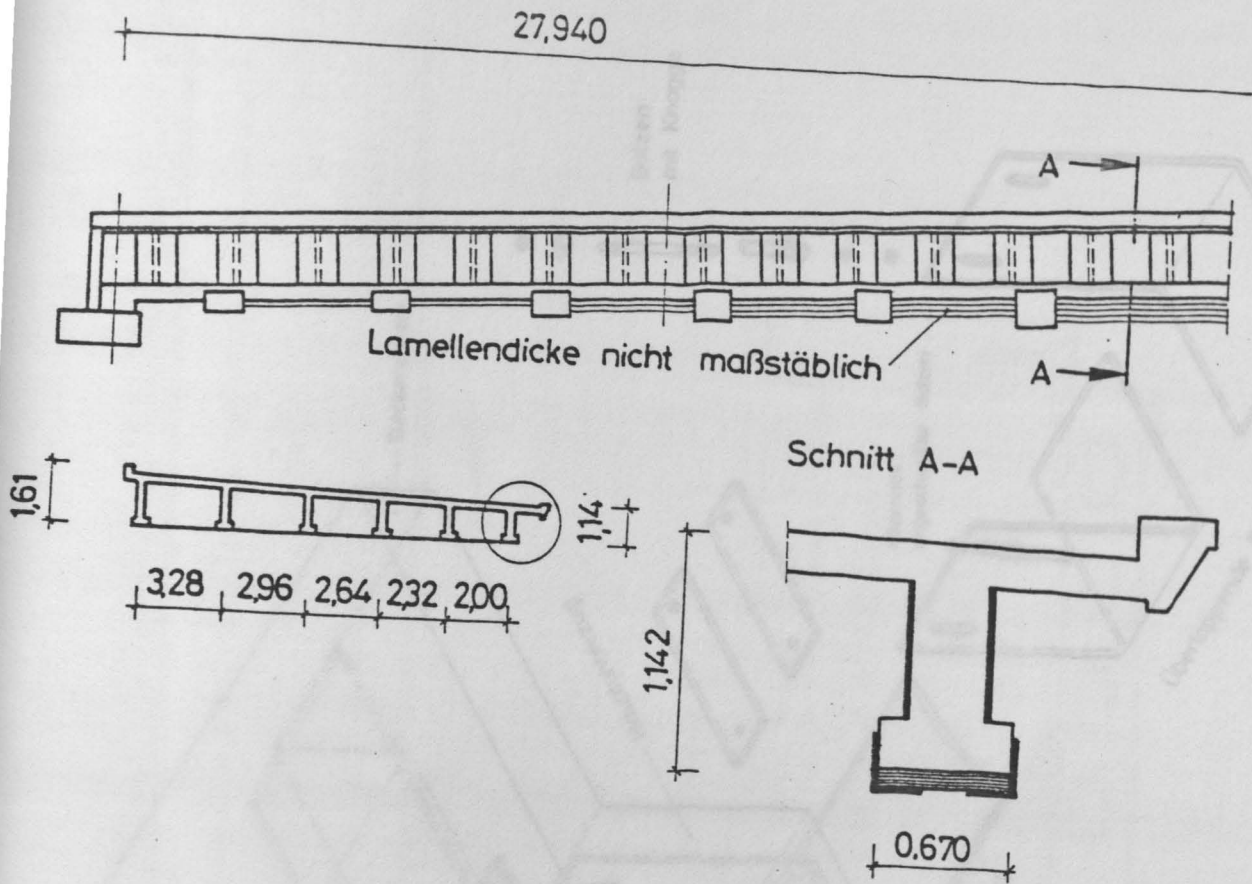 27,940
A
Lamellendicke nicht maßstäblich
A
Schnitt A-A
1,61
1,14
3,28 2,96 2,64 2,32 2,00
1,142
0,670